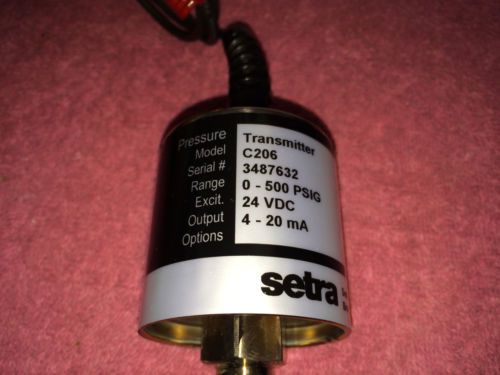 Pressure Transmitter
Model C206
Serial # 3487632
Range 0 - 500 PSIG
Excit. 24 VDC
Output 4 - 20 mA
Options
setra